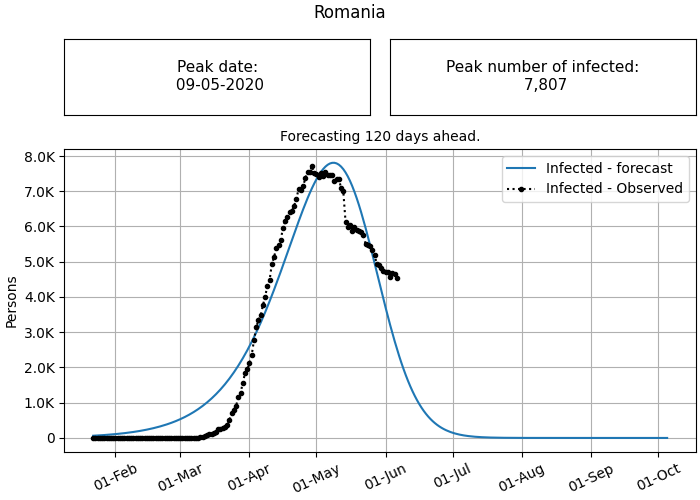 Romania
Peak date:
09-05-2020
Peak number of infected:
7,807
Forecasting 120 days ahead.
Infected - forecast
Infected - Observed
Persons
8.0K
7.0K
6.0K
5.0K
4.0K
3.0K
2.0K
1.0K
0
01-Feb
01-Mar
01-Apr
01-May
01-Jun
01-Jul
01-Aug
01-Sep
01-Oct